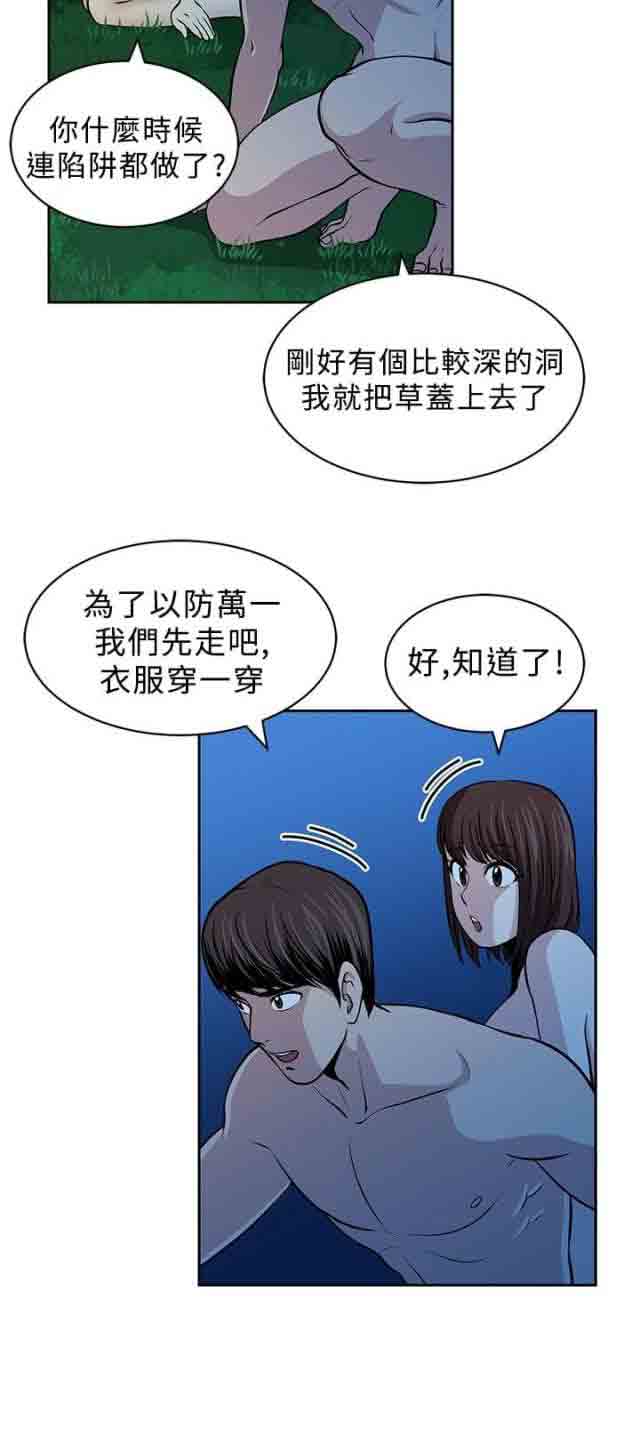 你什麼時候
連陷阱都做了?
剛好有個比較深的洞
我就把草蓋上去了
為了以防萬一
我們先走吧,
衣服穿一穿
好,知道了!